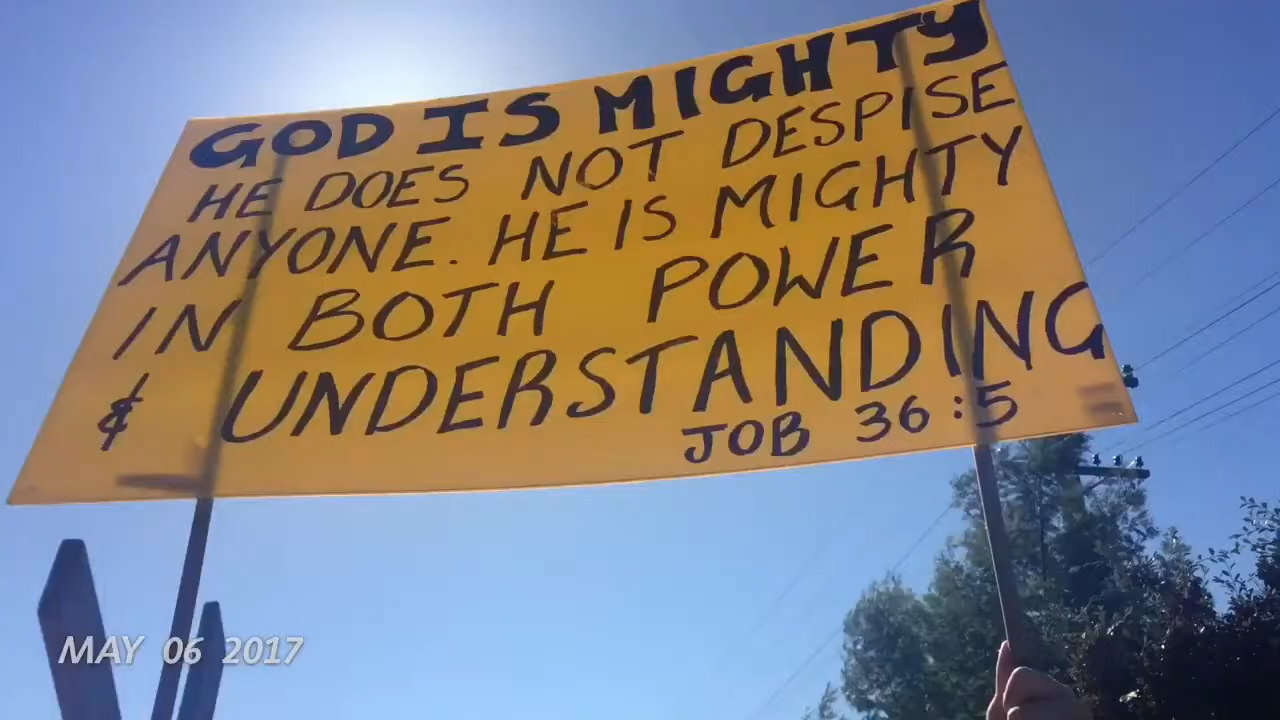 GOD IS MIGHTY
HE DOES NOT DESPISE
ANYONE. HE IS MIGHTY
IN BOTH POWER
& UNDERSTANDING
JOB 36:5
MAY 06 2017